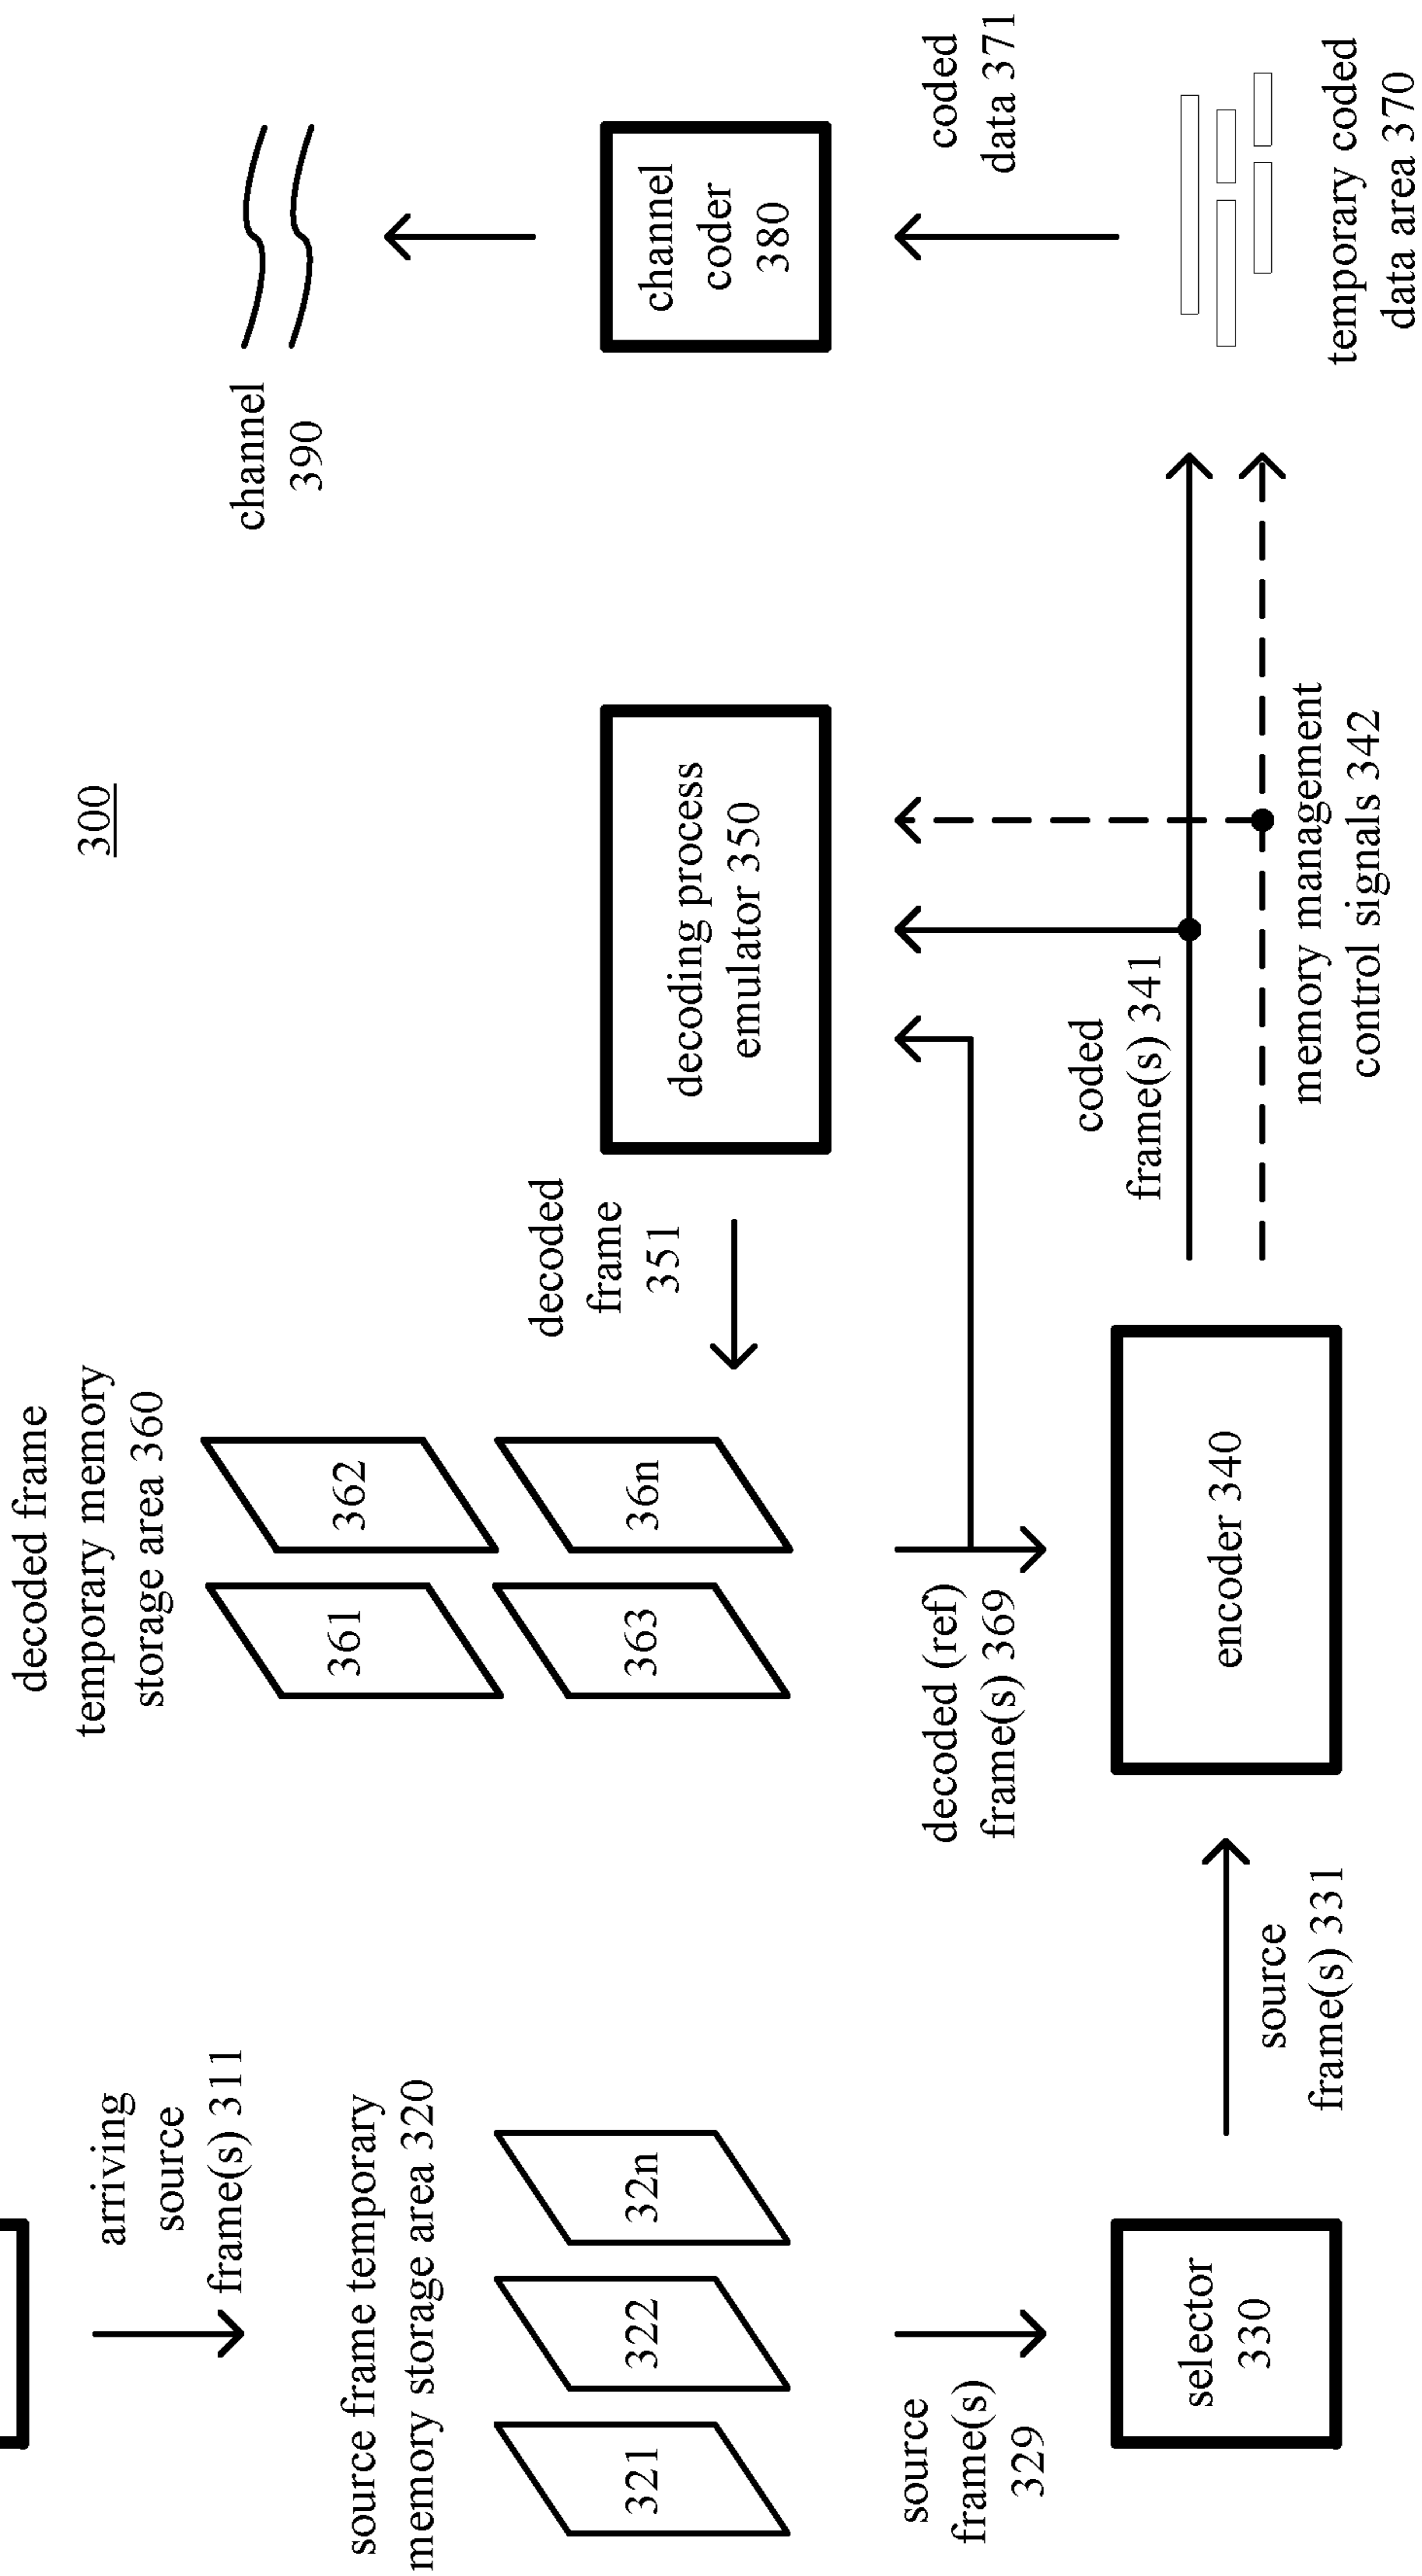 300
arriving
source
frame(s) 311
source frame temporary
memory storage area 320
321
322
32n
source
frame(s)
329
selector
330
source
frame(s) 331
decoded frame
temporary memory
storage area 360
361
362
363
36n
decoded (ref)
frame(s) 369
encoder 340
decoded
frame
351
decoding process
emulator 350
coded
frame(s) 341
memory management
control signals 342
channel
390
channel
coder
380
coded
data 371
temporary coded
data area 370